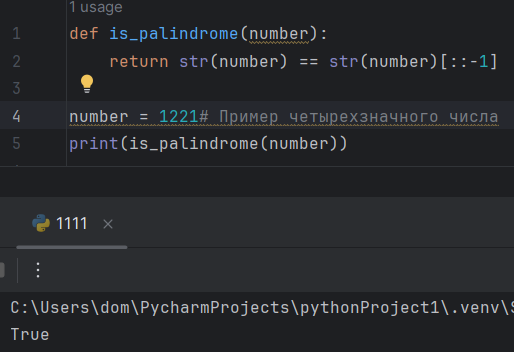 1 usage
1 def is_palindrome(number):
2 return str(number) == str(number)[::-1]
3
4 number = 1221# Пример четырехзначного числа
5 print(is_palindrome(number))
1111 ×
C:\Users\dom\PycharmProjects\pythonProject1\.venv\
True